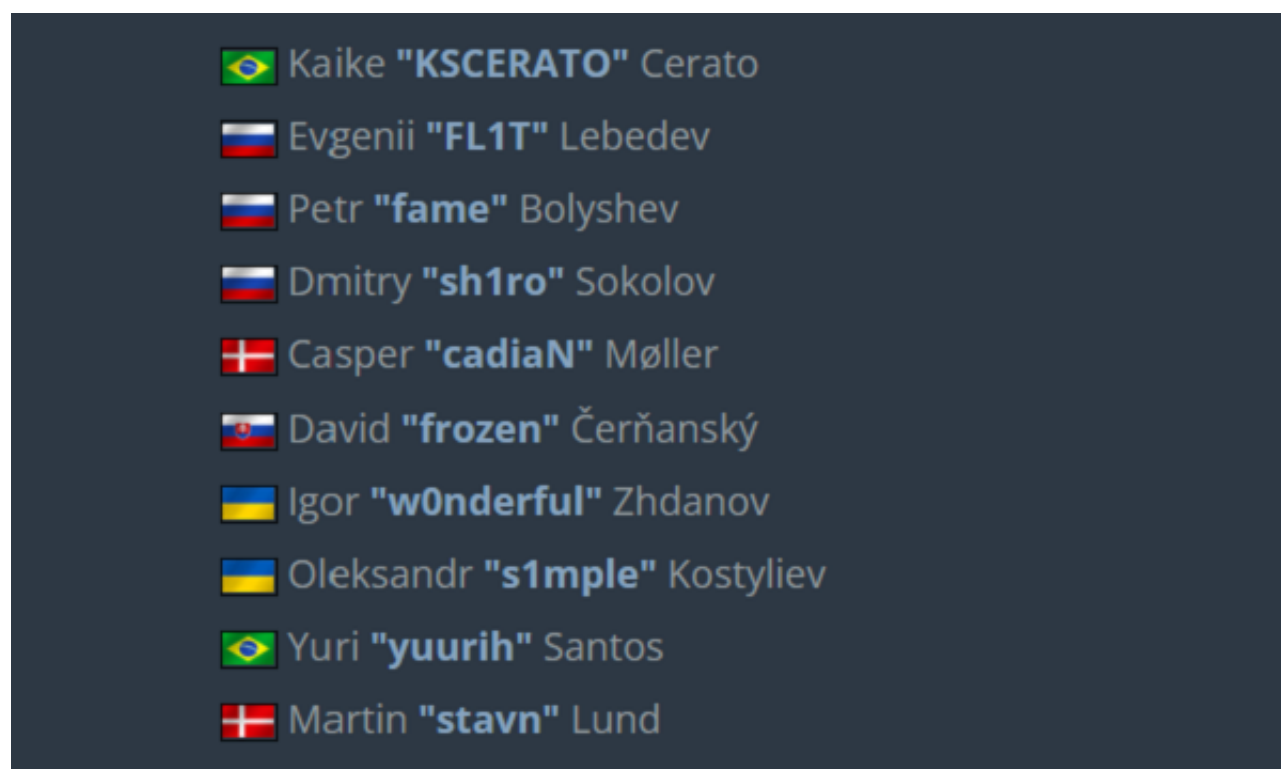 Kaike "KSCERATO" Cerato
Evgenii "FL1T" Lebedev
Petr "fame" Bolyshev
Dmitry "sh1ro" Sokolov
Casper "cadiaN" Møller
David "frozen" Čerňanský
Igor "w0nderful" Zhdanov
Oleksandr "s1mple" Kostyliev
Yuri "yuurih" Santos
Martin "stavn" Lund